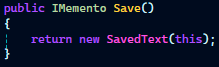 public IMemento Save()
{
    return new SavedText(this);
}